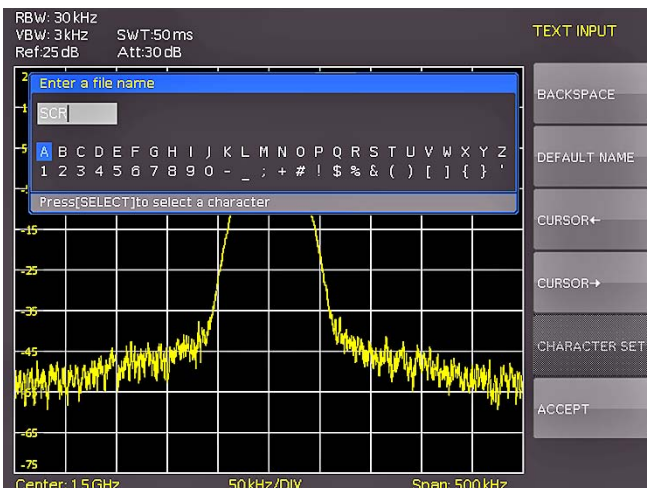 RBW: 30 kHz
VBW: 3 kHz SWT:50 ms
Ref:25 dB Att:30 dB
TEXT INPUT
Enter a file name
SCR
A B C D E F G H I J K L M N O P Q R S T U V W X Y Z
1 2 3 4 5 6 7 8 9 0 - _ ; + # ! $ % & ( ) [ ] { } '
Press[SELECT]to select a character
BACKSPACE
DEFAULT NAME
CURSOR←
CURSOR→
CHARACTER SET
ACCEPT
-15
-25
-35
-45
-65
-75
Center: 1.5 GHz 50 kHz/DIV Span: 500 kHz